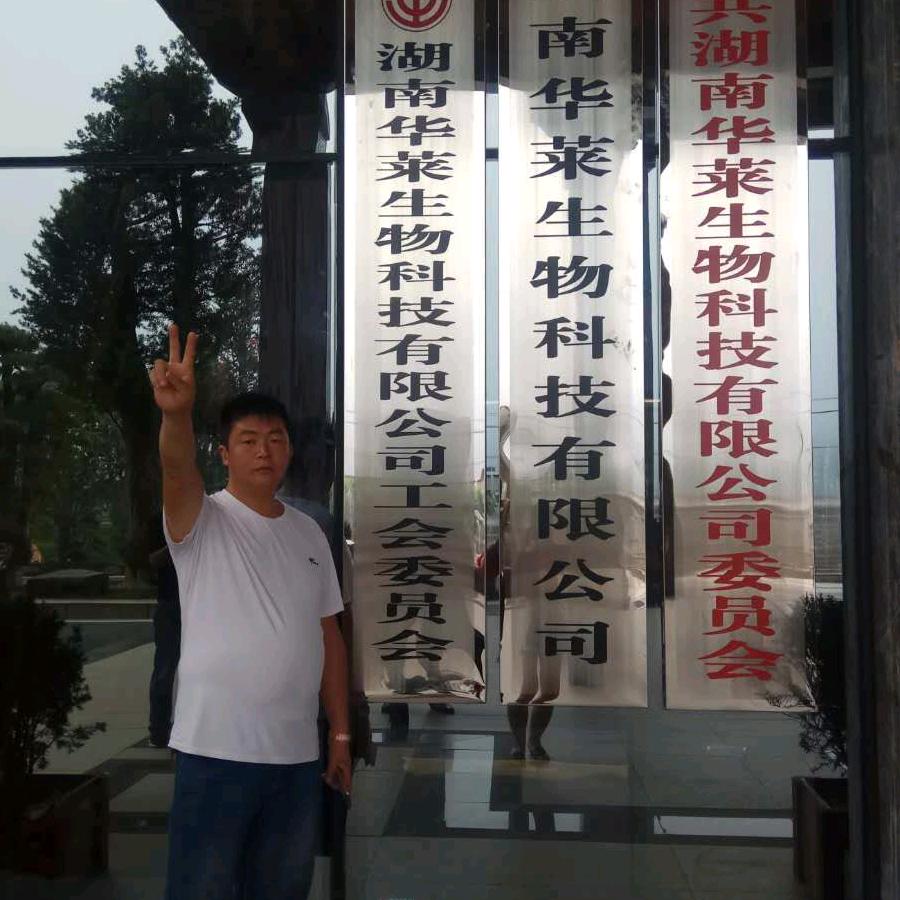 湖南华莱生物科技有限公司工会委员会
南华莱生物科技有限公司
共湖南华莱生物科技有限公司委员会